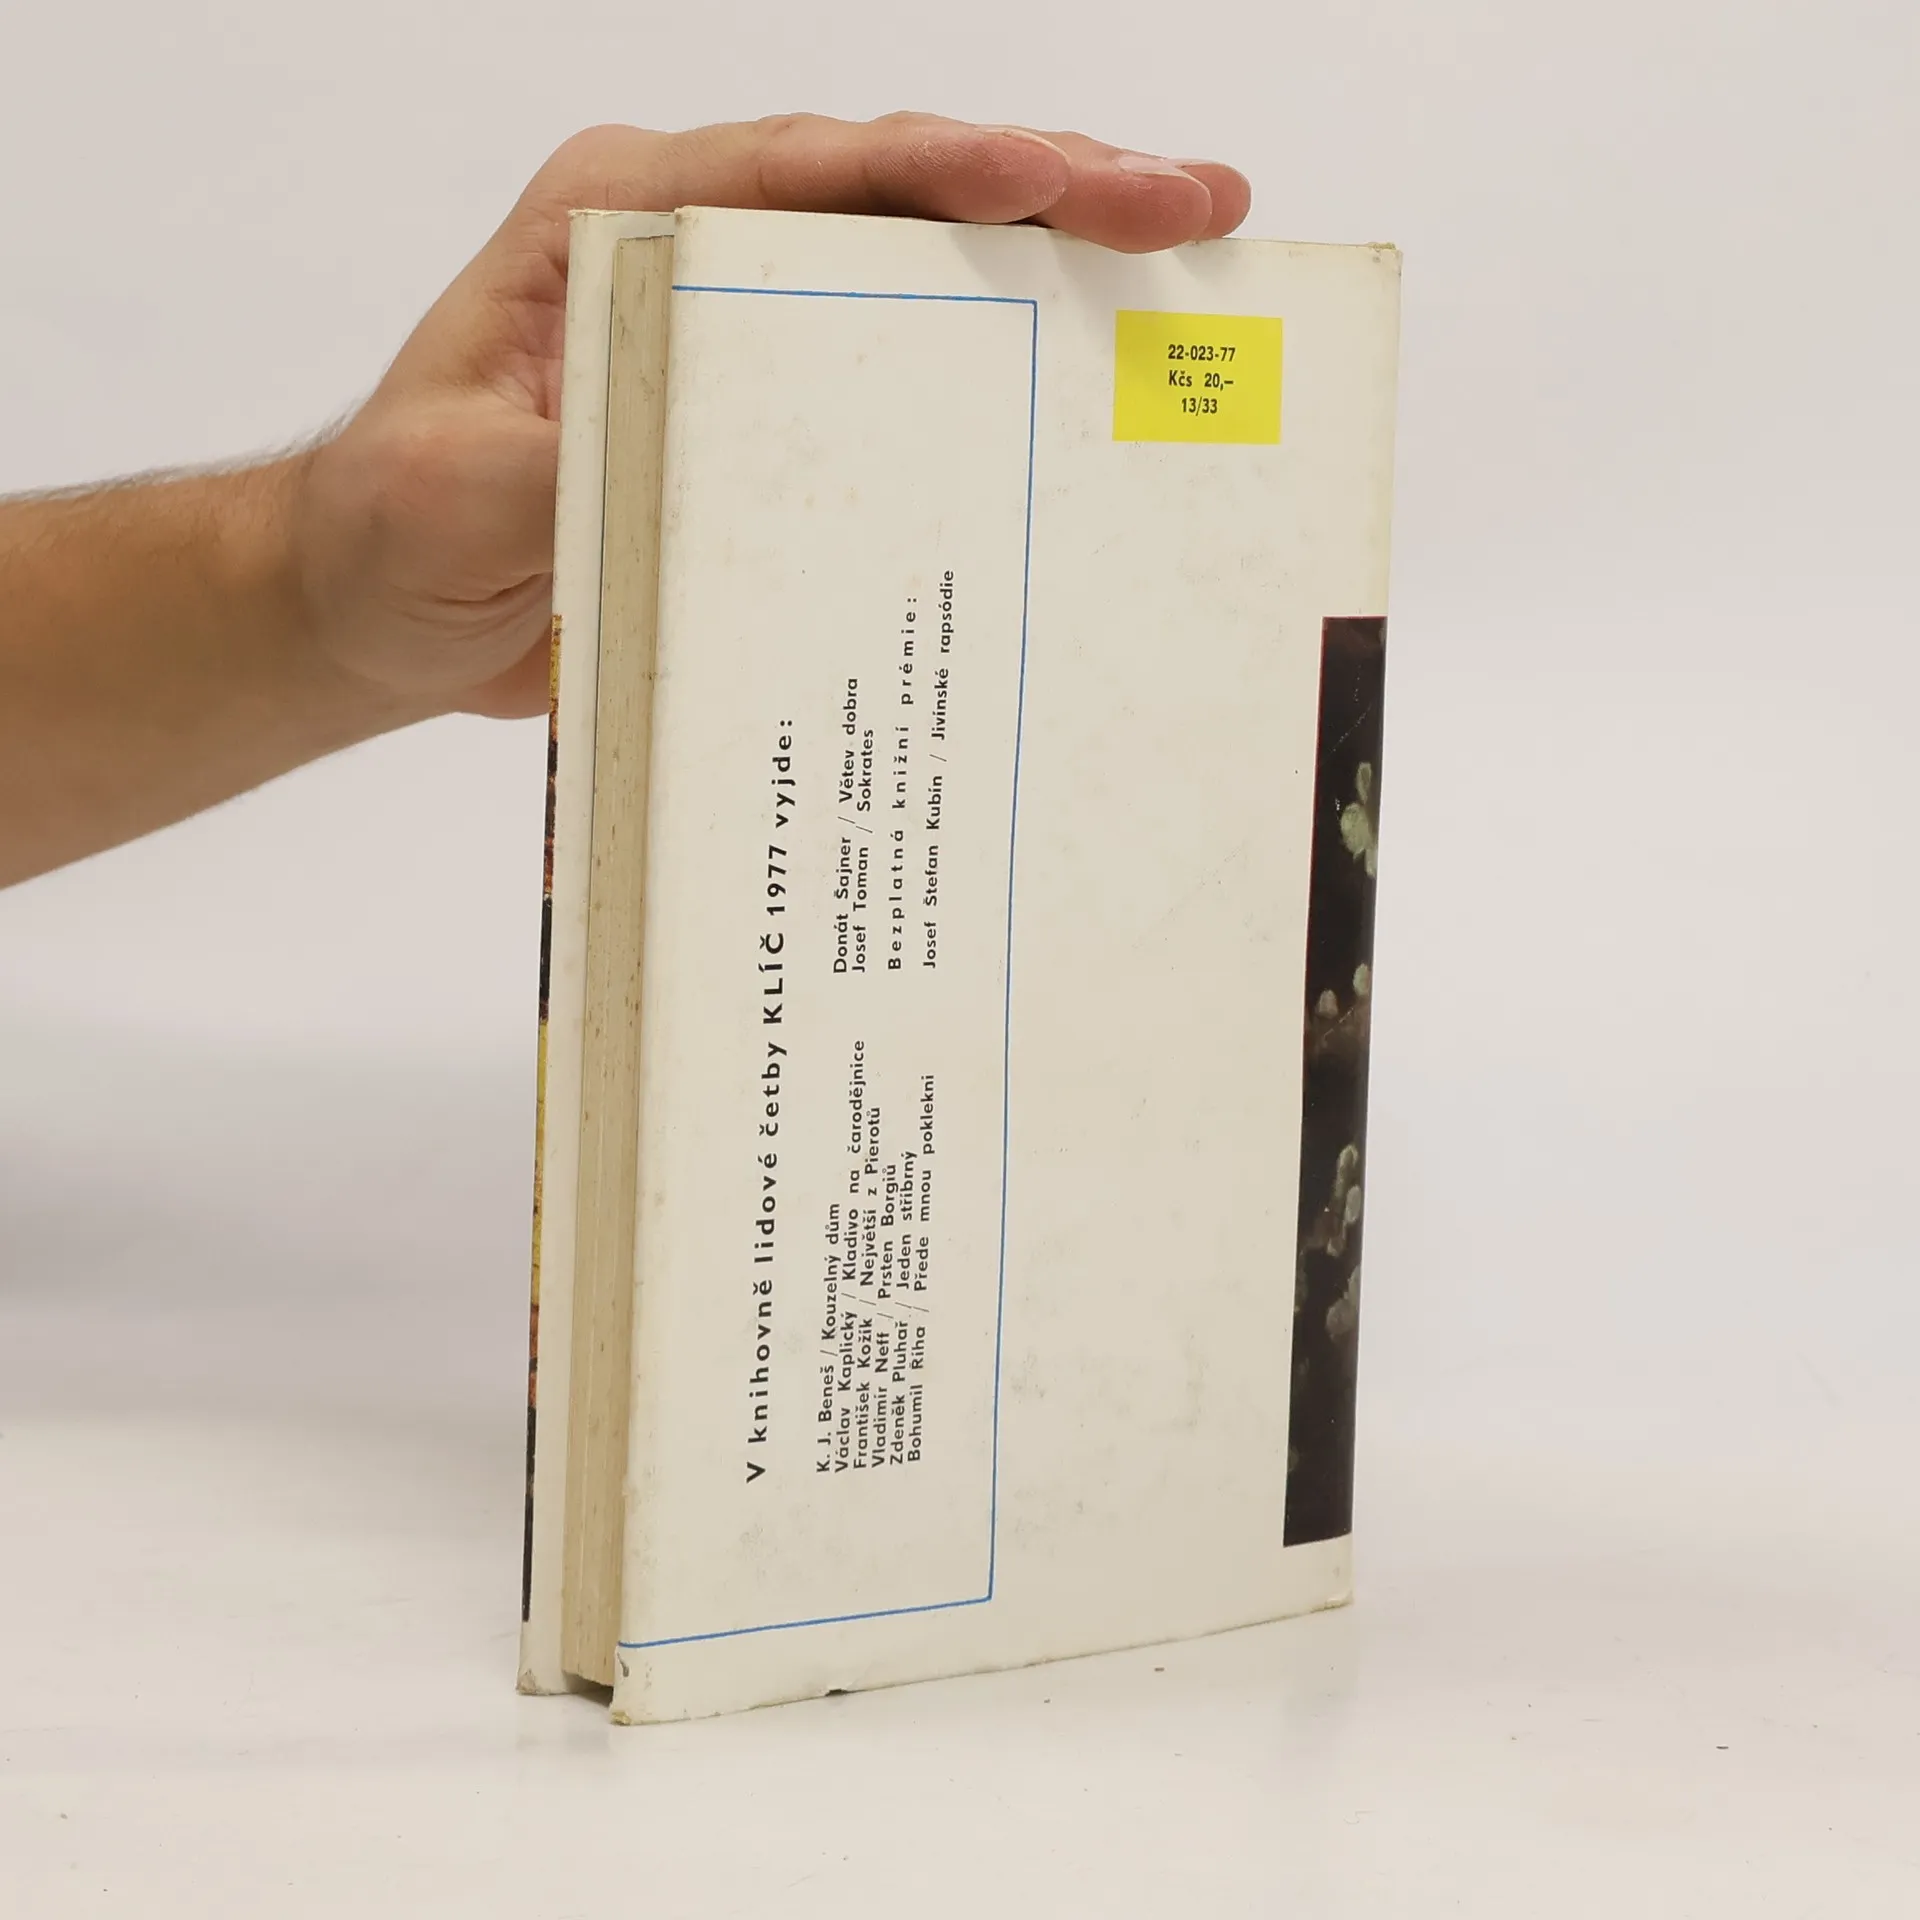 22-023-77
Kčs 20,–
13/33
V knihovně lidové četby KLÍČ 1977 vyjde:
K. J. Beneš / Kouzelný dům
Václav Kaplický / Kladivo na čarodějnice
František Kožík / Největší z Pierotů
Vladimír Neff / Prsten Borgiů
Zdeněk Pluhař / Jeden stříbrný
Bohumil Říha / Přede mnou poklekni
Donát Šajner / Větev dobra
Josef Toman / Sokrates
Bezplatná knižní prémie:
Josef Štefan Kubín / Jivínské rapsódie